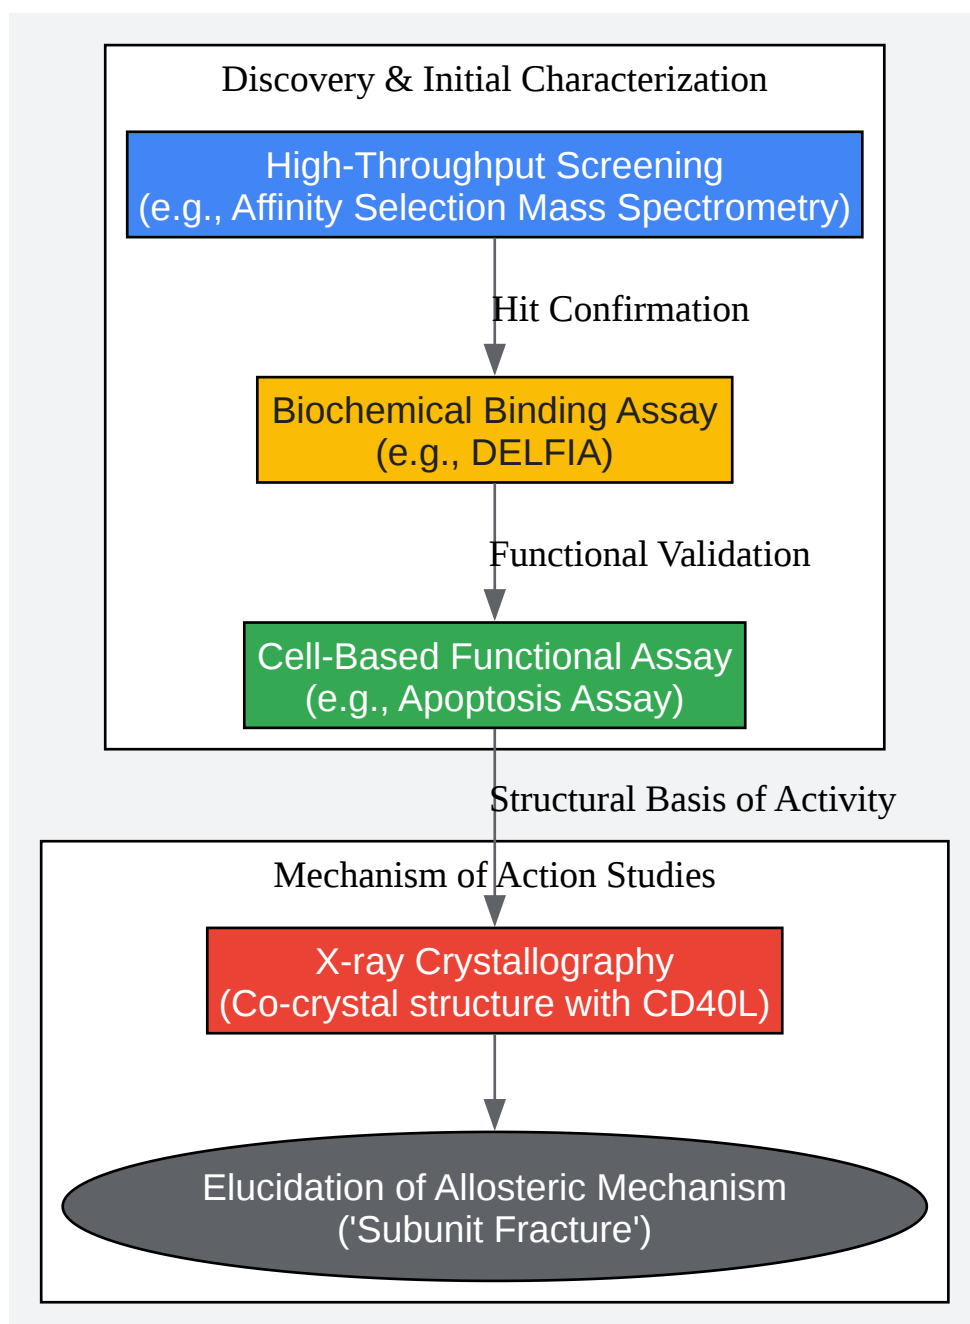 Discovery & Initial Characterization
High-Throughput Screening
(e.g., Affinity Selection Mass Spectrometry)
Hit Confirmation
Biochemical Binding Assay
(e.g., DELFIA)
Functional Validation
Cell-Based Functional Assay
(e.g., Apoptosis Assay)
Structural Basis of Activity
Mechanism of Action Studies
X-ray Crystallography
(Co-crystal structure with CD40L)
Elucidation of Allosteric Mechanism
('Subunit Fracture')